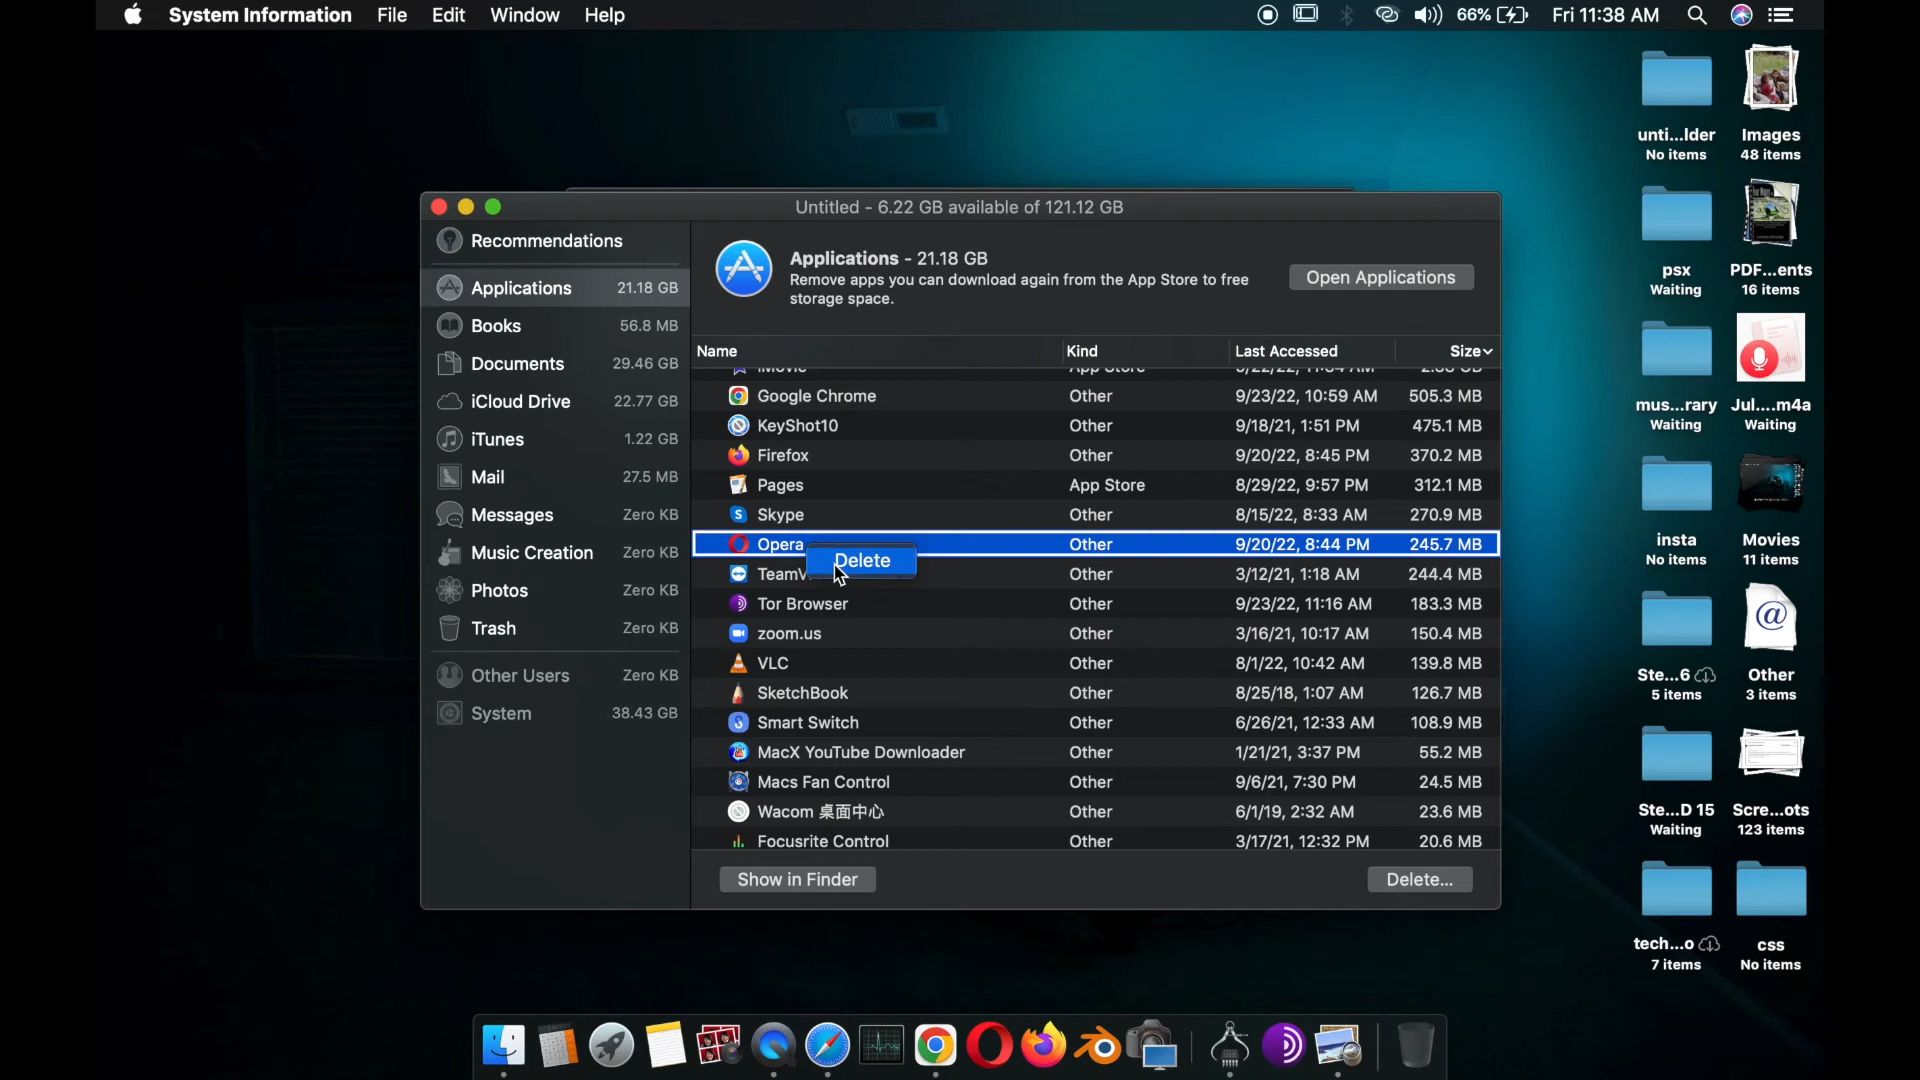 System Information File Edit Window Help
66% Fri 11:38 AM
Untitled - 6.22 GB available of 121.12 GB
Recommendations
Applications 21.18 GB
Books 56.8 MB
Documents 29.46 GB
iCloud Drive 22.77 GB
iTunes 1.22 GB
Mail 27.5 MB
Messages Zero KB
Music Creation Zero KB
Photos Zero KB
Trash Zero KB
Other Users Zero KB
System 38.43 GB
Applications - 21.18 GB
Remove apps you can download again from the App Store to free
storage space.
Open Applications
Name Kind Last Accessed Size
Google Chrome Other 9/23/22, 10:59 AM 505.3 MB
KeyShot10 Other 9/18/21, 1:51 PM 475.1 MB
Firefox Other 9/20/22, 8:45 PM 370.2 MB
Pages App Store 8/29/22, 9:57 PM 312.1 MB
Skype Other 8/15/22, 8:33 AM 270.9 MB
Opera Other 9/20/22, 8:44 PM 245.7 MB
Delete
TeamV Other 3/12/21, 1:18 AM 244.4 MB
Tor Browser Other 9/23/22, 11:16 AM 183.3 MB
zoom.us Other 3/16/21, 10:17 AM 150.4 MB
VLC Other 8/1/22, 10:42 AM 139.8 MB
SketchBook Other 8/25/18, 1:07 AM 126.7 MB
Smart Switch Other 6/26/21, 12:33 AM 108.9 MB
MacX YouTube Downloader Other 1/21/21, 3:37 PM 55.2 MB
Macs Fan Control Other 9/6/21, 7:30 PM 24.5 MB
Wacom 桌面中心 Other 6/1/19, 2:32 AM 23.6 MB
Focusrite Control Other 3/17/21, 12:32 PM 20.6 MB
Show in Finder Delete...
unti...lder Images
No items 48 items
psx PDF...ents
Waiting 16 items
mus...rary Jul....m4a
Waiting Waiting
insta Movies
No items 11 items
Ste...6 Other
5 items 3 items
Ste...D 15 Scre...ots
Waiting 123 items
tech...o css
7 items No items